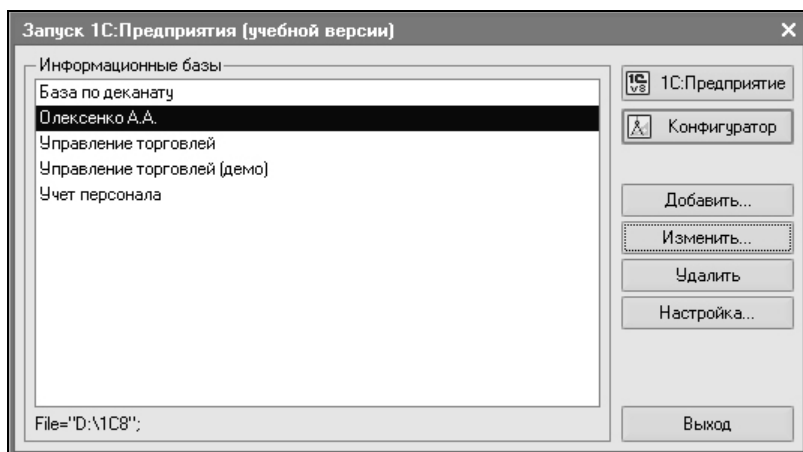 Запуск 1С:Предприятия (учебной версии)
Информационные базы
База по деканату
Олексенко А.А.
Управление торговлей
Управление торговлей (демо)
Учет персонала
File="D:\1C8";
1С:Предприятие
Конфигуратор
Добавить...
Изменить...
Удалить
Настройка...
Выход